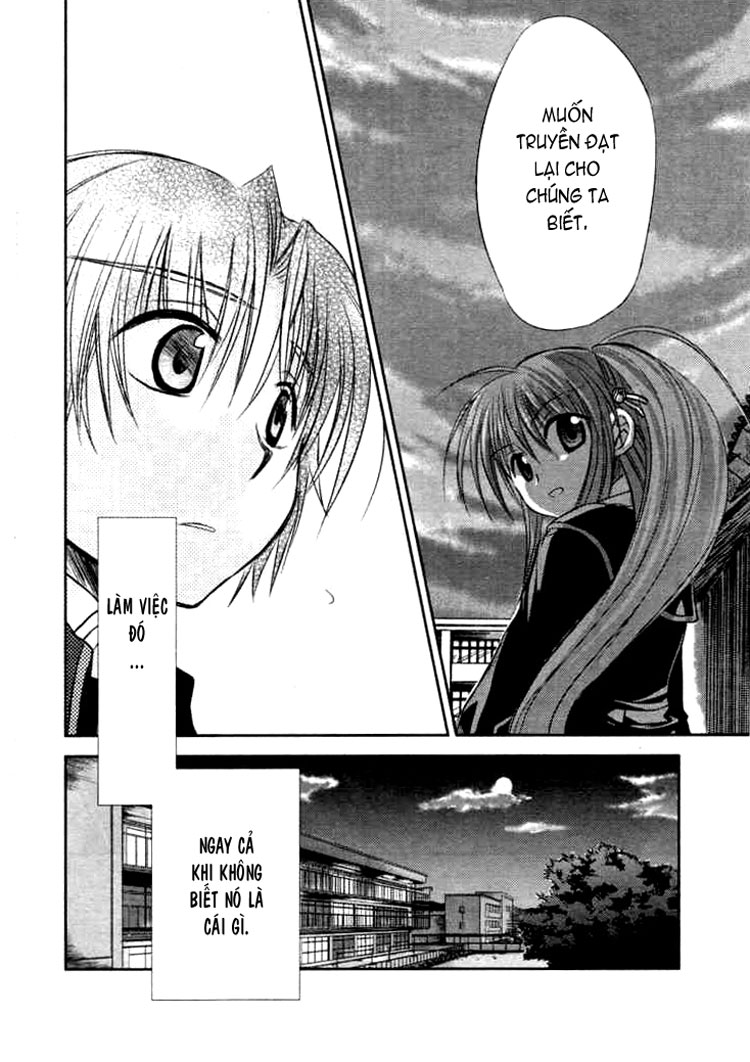 MUỐN
TRUYỀN ĐẠT
LẠI CHO
CHÚNG TA
BIẾT.
LÀM VIỆC
ĐÓ
...
NGAY CẢ
KHI KHÔNG
BIẾT NÓ LÀ
CÁI GÌ.